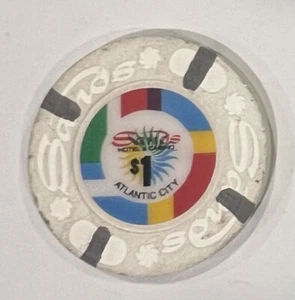 Sands
HOTEL & CASINO
$1
ATLANTIC CITY
Sands
Sands